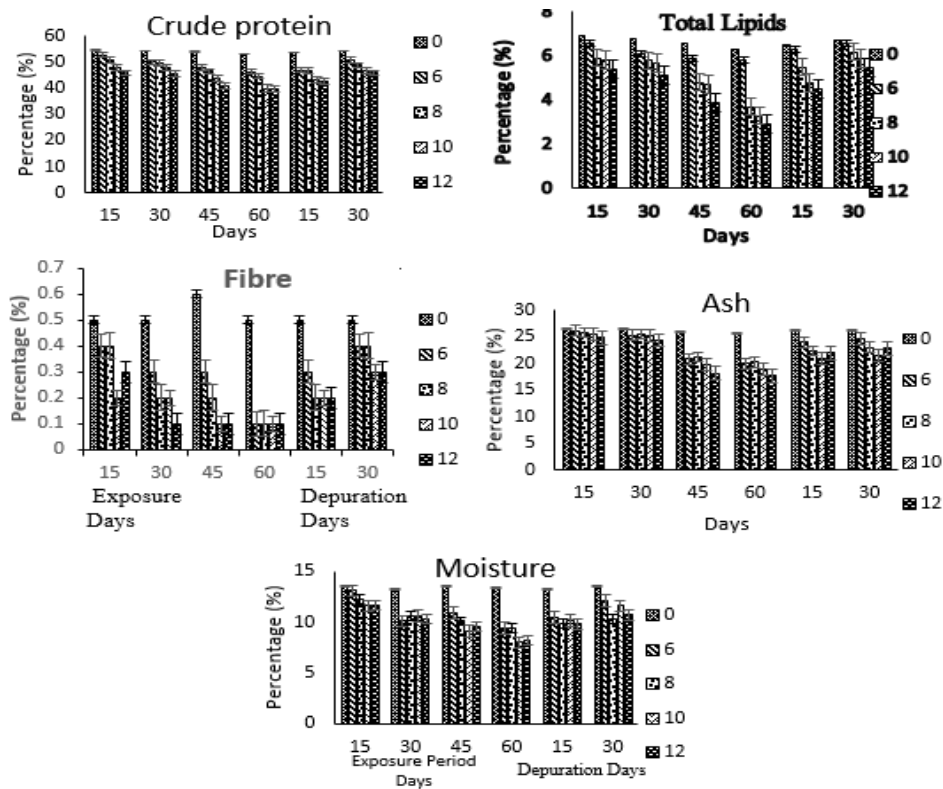 Crude protein
Percentage (%)
60
50
40
30
20
10
0
15 30 45 60 15 30
Days
0
6
8
10
12
Total Lipids
Percentage (%)
8
6
4
2
0
15 30 45 60 15 30
Days
0
6
8
10
12
Fibre
Percentage (%)
0.7
0.6
0.5
0.4
0.3
0.2
0.1
0
15 30 45 60 15 30
Exposure Depuration
Days Days
0
6
8
10
12
Ash
Percentage (%)
30
25
20
15
10
5
0
15 30 45 60 15 30
Days
0
6
8
10
12
Moisture
Percentage (%)
15
10
5
0
15 30 45 60 15 30
Exposure Period Depuration Days
Days
0
6
8
10
12